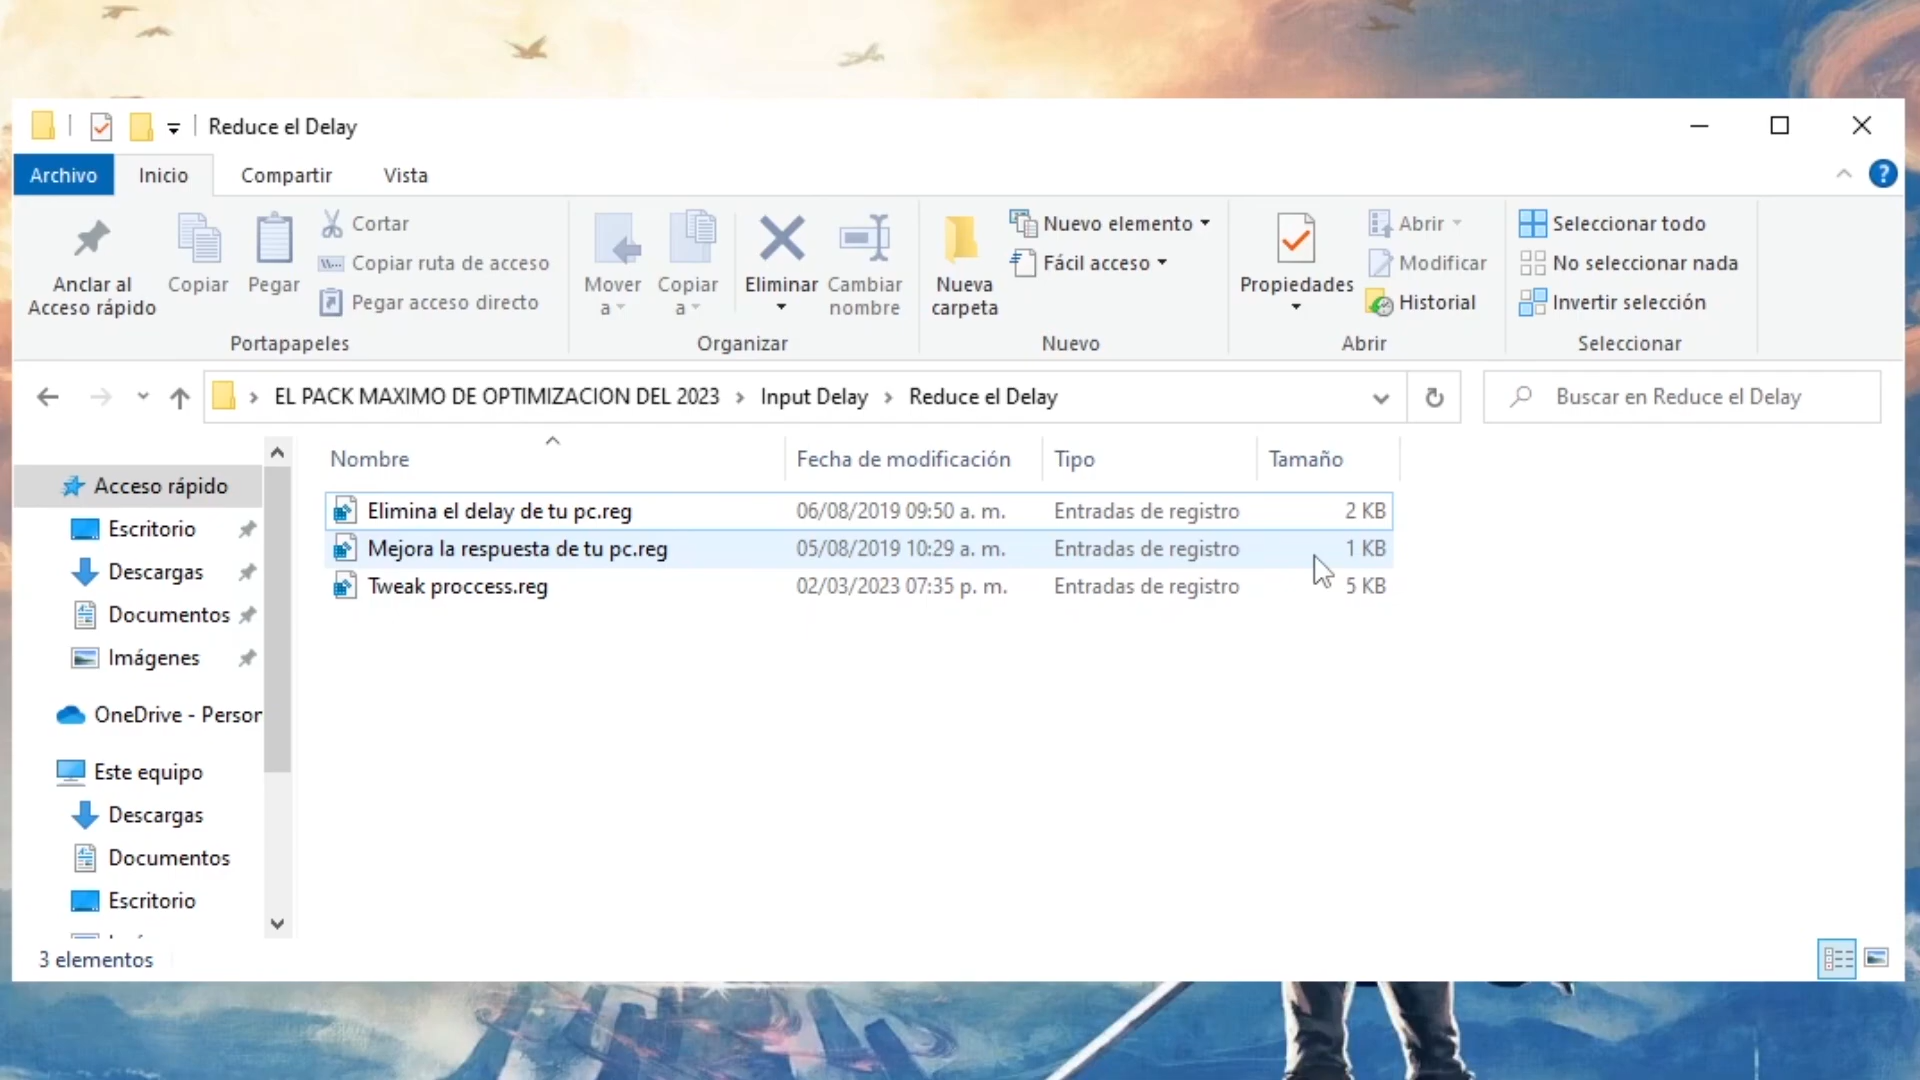 Reduce el Delay
Archivo Inicio Compartir Vista
Anclar al Acceso rápido
Copiar
Pegar
Cortar
Copiar ruta de acceso
Pegar acceso directo
Portapapeles
Mover a
Copiar a
Eliminar
Cambiar nombre
Organizar
Nueva carpeta
Nuevo elemento
Fácil acceso
Nuevo
Propiedades
Abrir
Modificar
Historial
Abrir
Seleccionar todo
No seleccionar nada
Invertir selección
Seleccionar
EL PACK MAXIMO DE OPTIMIZACION DEL 2023 Input Delay Reduce el Delay
Buscar en Reduce el Delay
Acceso rápido
Escritorio
Descargas
Documentos
Imágenes
OneDrive - Person
Este equipo
Descargas
Documentos
Escritorio
Nombre Fecha de modificación Tipo Tamaño
Elimina el delay de tu pc.reg 06/08/2019 09:50 a. m. Entradas de registro 2 KB
Mejora la respuesta de tu pc.reg 05/08/2019 10:29 a. m. Entradas de registro 1 KB
Tweak proccess.reg 02/03/2023 07:35 p. m. Entradas de registro 5 KB
3 elementos